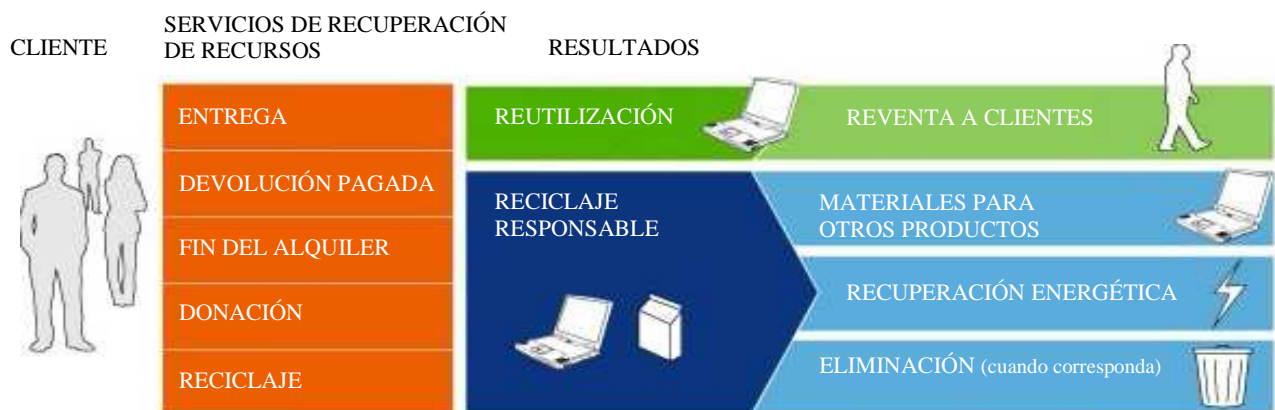 CLIENTE
SERVICIOS DE RECUPERACIÓN
DE RECURSOS
RESULTADOS
ENTREGA
DEVOLUCIÓN PAGADA
FIN DEL ALQUILER
DONACIÓN
RECICLAJE
REUTILIZACIÓN
REVENTA A CLIENTES
RECICLAJE
RESPONSABLE
MATERIALES PARA
OTROS PRODUCTOS
RECUPERACIÓN ENERGÉTICA
ELIMINACIÓN (cuando corresponda)